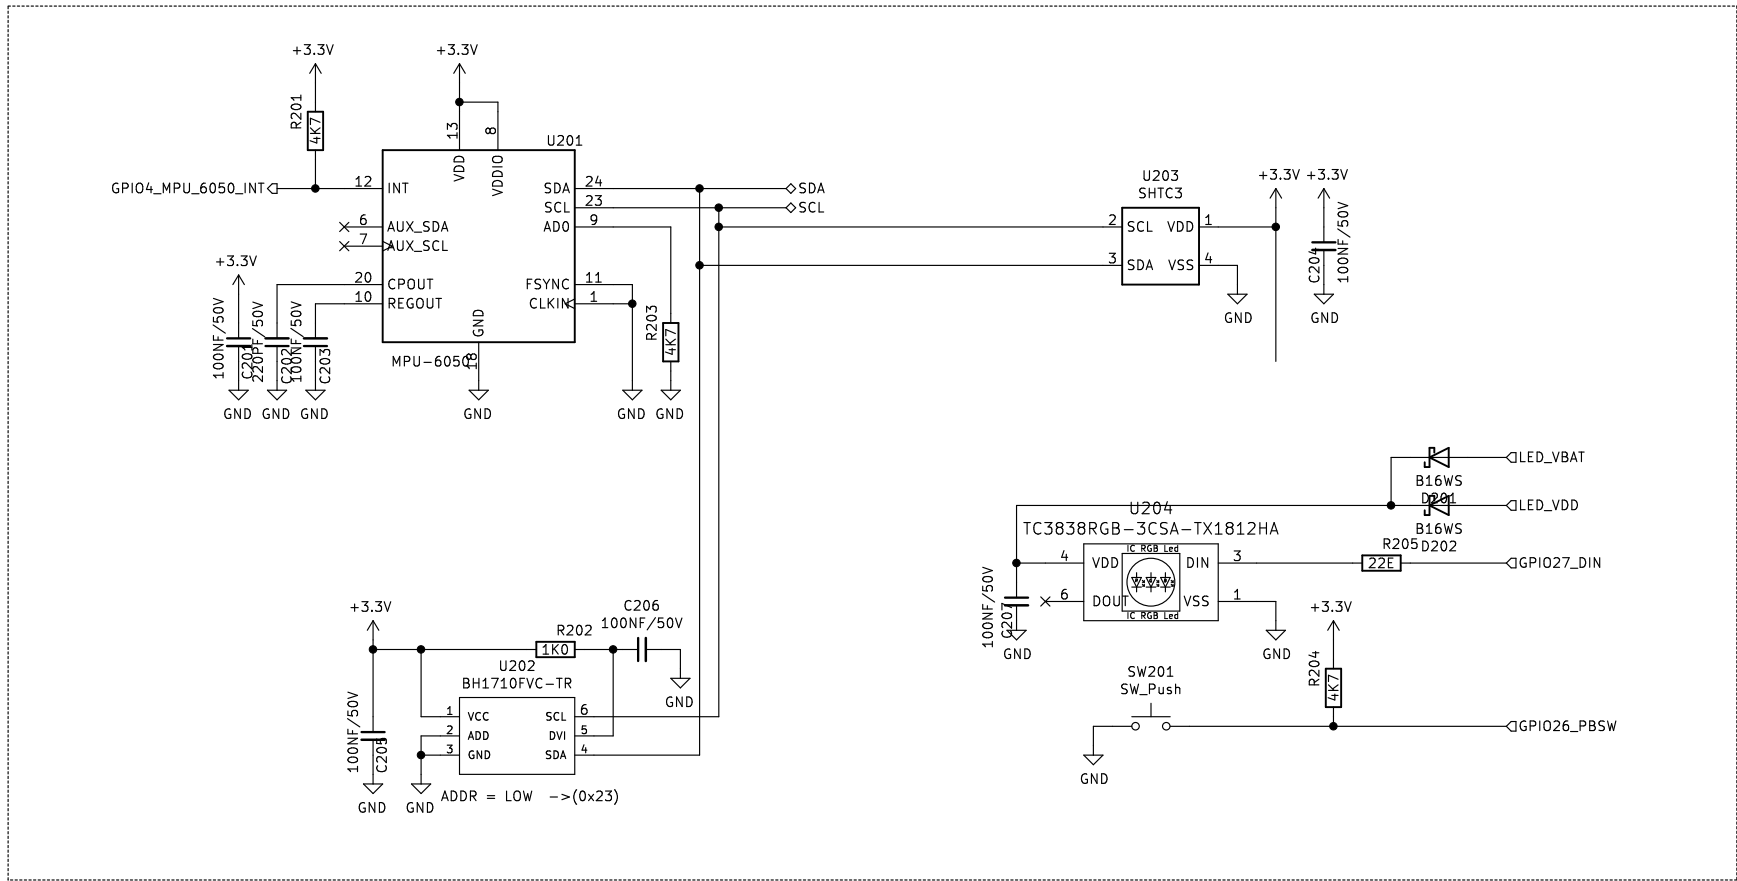 +3.3V
+3.3V
R201
4K7
13
8
U201
VDD
VDDIO
GPIO4_MPU_6050_INT
12
INT
SDA
24
SDA
SCL
23
SCL
6
AUX_SDA
ADO
9
7
AUX_SCL
+3.3V
20
CPOUT
FSYNC
11
10
REGOUT
CLKIN
1
GND
100NF/50V
C201
220PF/50V
C202
100NF/50V
C203
R203
4K7
MPU-6050
18
GND
GND
GND
GND
GND
GND
U203
SHTC3
+3.3V
+3.3V
2
SCL
VDD
1
3
SDA
VSS
4
C204
100NF/50V
GND
GND
LED_VBAT
B16WS
D201
LED_VDD
B16WS
D202
U204
TC3838RGB-3CSA-TX1812HA
IC RGB Led
4
VDD
DIN
3
R205
22E
GPIO27_DIN
6
DOUT
VSS
1
IC RGB Led
100NF/50V
C207
GND
GND
+3.3V
R204
4K7
SW201
SW_Push
GPIO26_PBSW
GND
+3.3V
C206
100NF/50V
R202
1K0
U202
BH1710FVC-TR
GND
1
VCC
SCL
6
2
ADD
DVI
5
3
GND
SDA
4
100NF/50V
C205
GND
GND
ADDR = LOW ->(0x23)